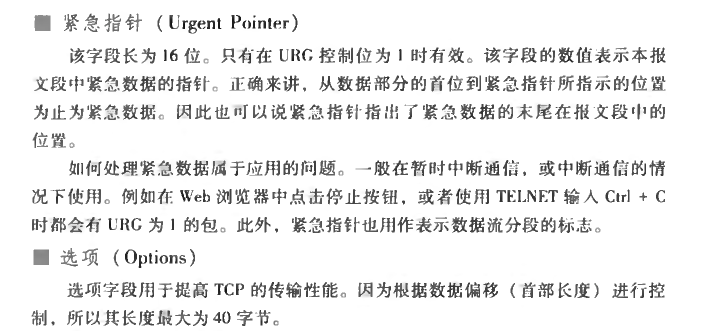 ■ 紧急指针（Urgent Pointer）
该字段长为 16 位。只有在 URG 控制位为 1 时有效。该字段的数值表示本报
文段中紧急数据的指针。正确来讲，从数据部分的首位到紧急指针所指示的位置
为止为紧急数据。因此也可以说紧急指针指出了紧急数据的末尾在报文段中的
位置。
如何处理紧急数据属于应用的问题。一般在暂时中断通信，或中断通信的情
况下使用。例如在 Web 浏览器中点击停止按钮，或者使用 TELNET 输入 Ctrl + C
时都会有 URG 为 1 的包。此外，紧急指针也用作表示数据流分段的标志。
■ 选项（Options）
选项字段用于提高 TCP 的传输性能。因为根据数据偏移（首部长度）进行控
制，所以其长度最大为 40 字节。